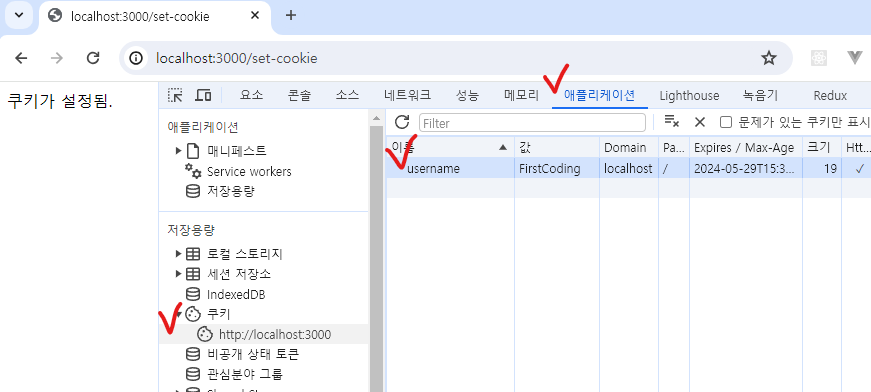 localhost:3000/set-cookie
localhost:3000/set-cookie
쿠키가 설정됨.
요소 콘솔 소스 네트워크 성능 메모리 애플리케이션 Lighthouse 녹음기 Redux
애플리케이션
매니페스트
Service workers
저장용량
저장용량
로컬 스토리지
세션 저장소
IndexedDB
쿠키
http://localhost:3000
비공개 상태 토큰
관심분야 그룹
Filter
문제가 있는 쿠키만 표시
이름 값 Domain Pa... Expires / Max-Age 크기 Htt...
username FirstCoding localhost / 2024-05-29T15:3... 19 ✓